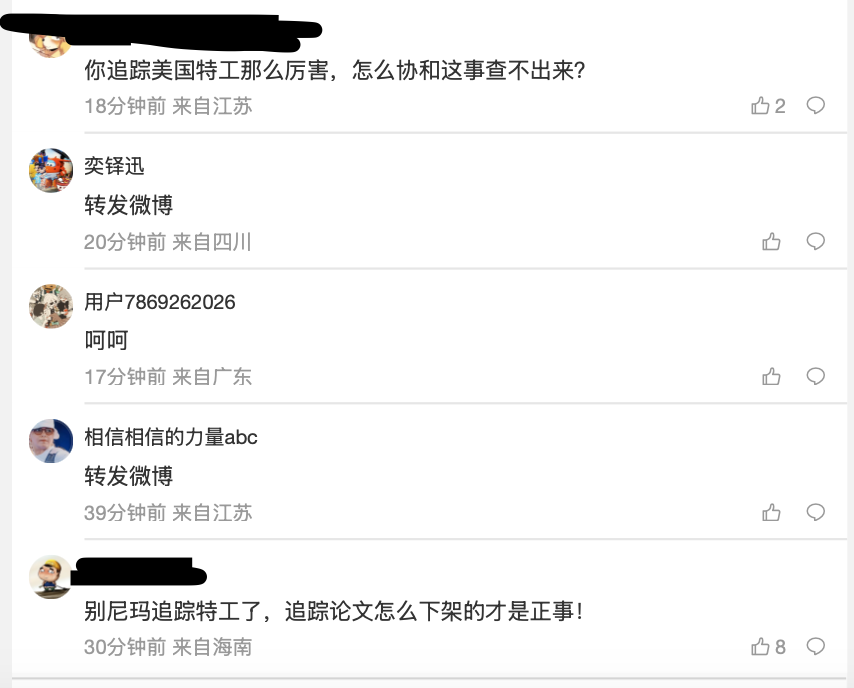 你追踪美国特工那么厉害，怎么协和这事查不出来？
18分钟前 来自江苏
2
奕铎迅
转发微博
20分钟前 来自四川
用户7869262026
呵呵
17分钟前 来自广东
相信相信的力量abc
转发微博
39分钟前 来自江苏
别尼玛追踪特工了，追踪论文怎么下架的才是正事！
30分钟前 来自海南
8